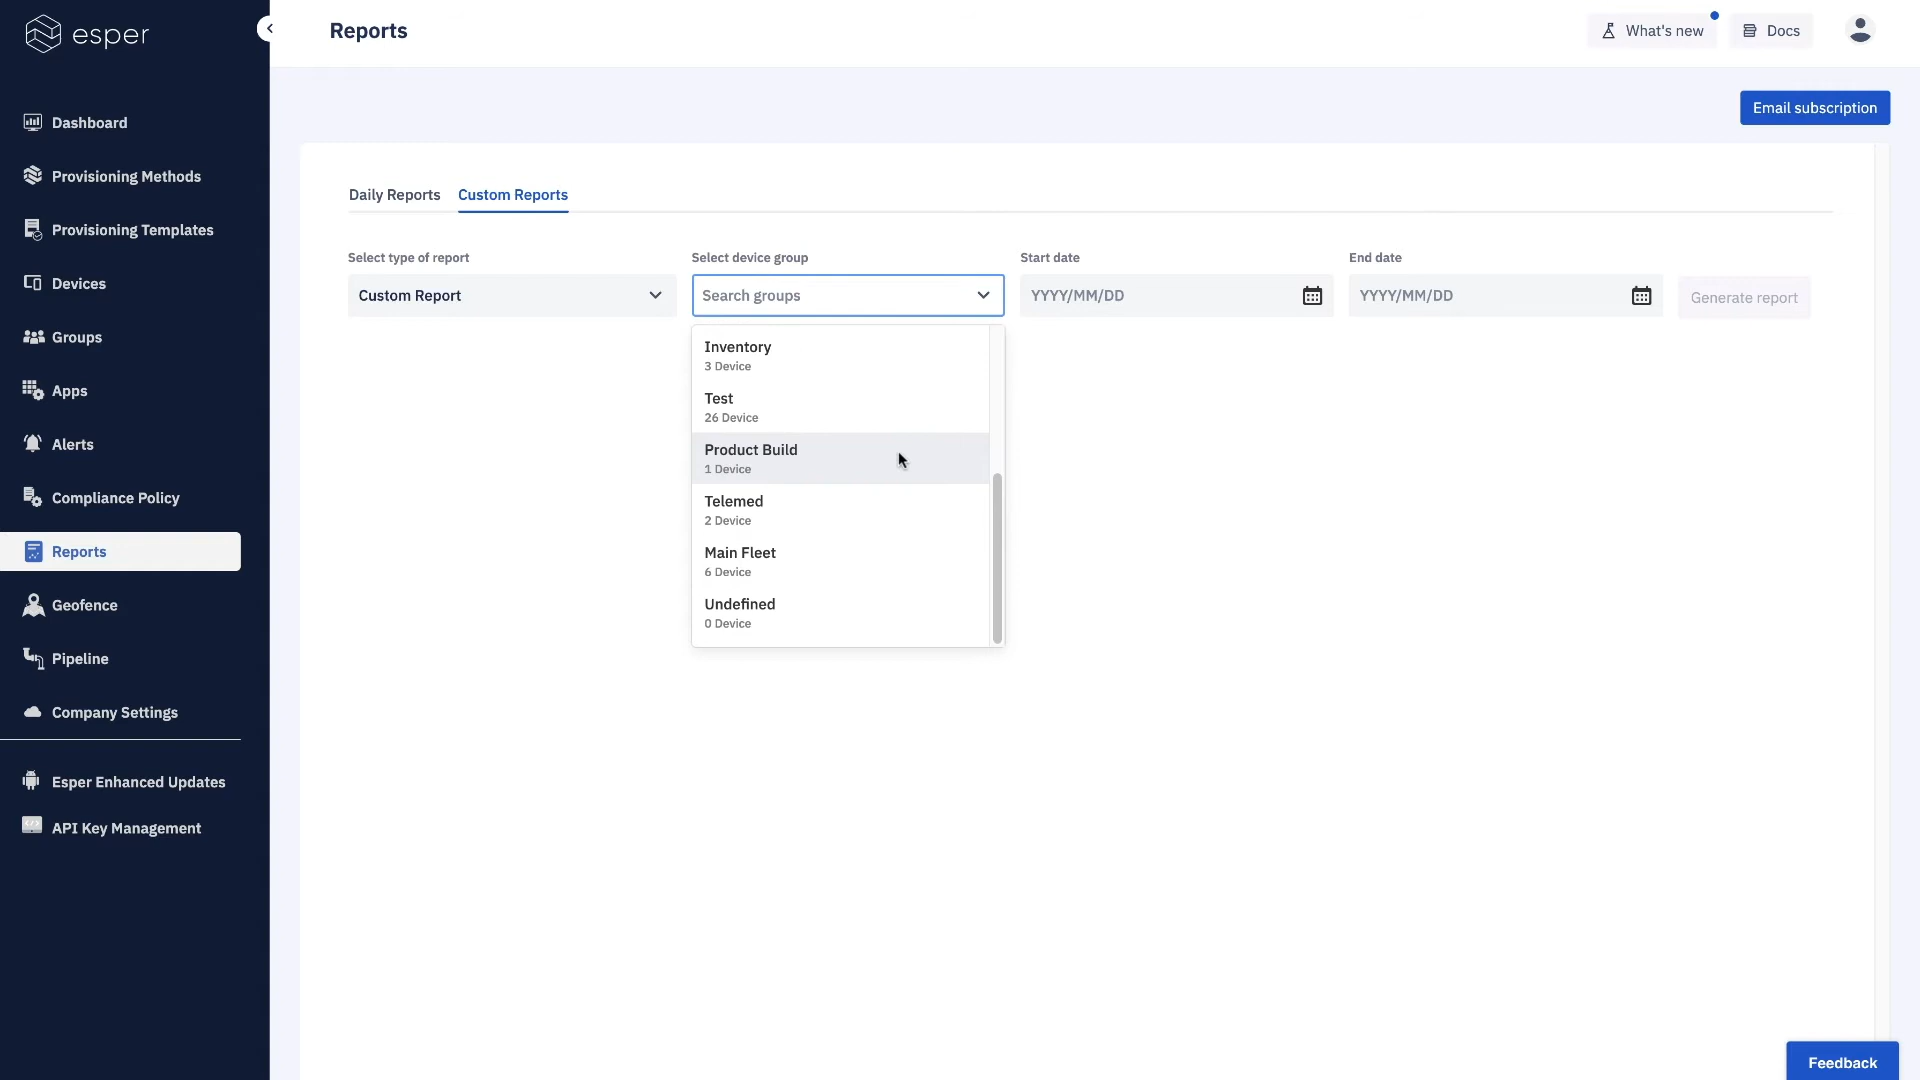 esper
Reports
What's new
Docs
Dashboard
Provisioning Methods
Provisioning Templates
Devices
Groups
Apps
Alerts
Compliance Policy
Reports
Geofence
Pipeline
Company Settings
Esper Enhanced Updates
API Key Management
Email subscription
Daily Reports
Custom Reports
Select type of report
Custom Report
Select device group
Search groups
Start date
YYYY/MM/DD
End date
YYYY/MM/DD
Generate report
Inventory
3 Device
Test
26 Device
Product Build
1 Device
Telemed
2 Device
Main Fleet
6 Device
Undefined
0 Device
Feedback